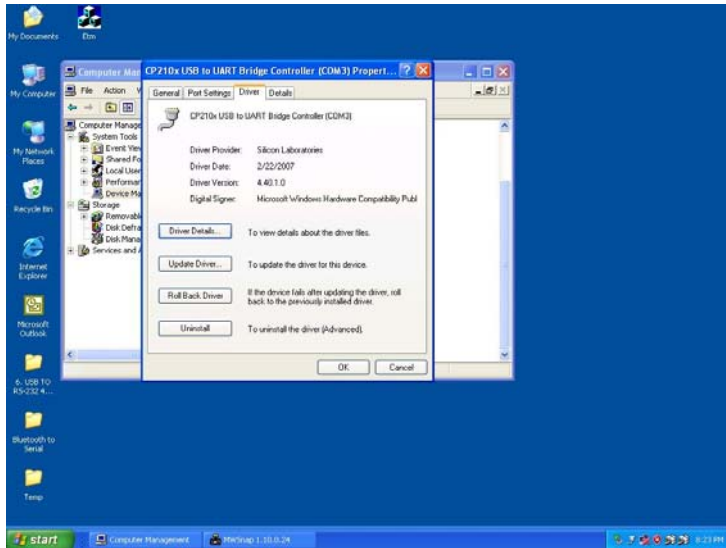 My Documents
Etm
My Computer
My Network
Places
Recycle Bin
Internet
Explorer
Microsoft
Outlook
6. USB TO
RS-232 4...
Bluetooth to
Serial
Temp
Computer Man
File Action V
Computer Manage
System Tools
Event View
Shared Fo
Local User
Performan
Device Ma
Storage
Removabl
Disk Defra
Disk Mana
Services and A
CP210x USB to UART Bridge Controller (COM3) Propert...
General
Port Settings
Driver
Details
CP210x USB to UART Bridge Controller (COM3)
Driver Provider: Silicon Laboratories
Driver Date: 2/22/2007
Driver Version: 4.40.1.0
Digital Signer: Microsoft Windows Hardware Compatibility Publ
Driver Details... To view details about the driver files.
Update Driver... To update the driver for this device.
Roll Back Driver If the device fails after updating the driver, roll
back to the previously installed driver.
Uninstall To uninstall the driver (Advanced).
OK Cancel
start
Computer Management
MWSnap 1.10.0.24
8:23 PM